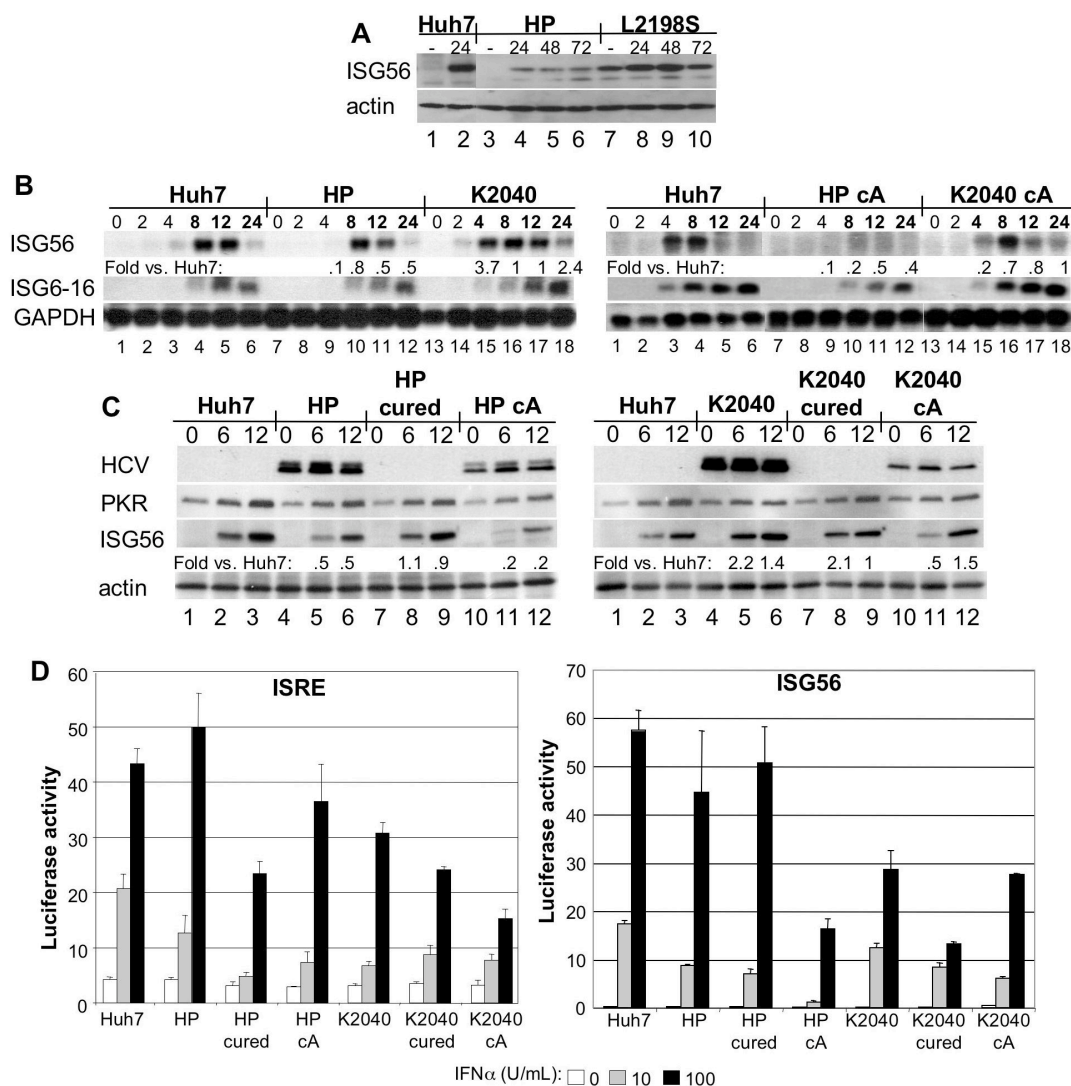 A
Huh7 HP L2198S
- 24 - 24 48 72 - 24 48 72
ISG56
actin
1 2 3 4 5 6 7 8 9 10
B
Huh7 HP K2040 Huh7 HP cA K2040 cA
0 2 4 8 12 24 0 2 4 8 12 24 0 2 4 8 12 24 0 2 4 8 12 24 0 2 4 8 12 24 0 2 4 8 12 24
ISG56
Fold vs. Huh7: .1 .8 .5 .5 3.7 1 1 2.4 Fold vs. Huh7: .1 .2 .5 .4 .2 .7 .8 1
ISG6-16
GAPDH
1 2 3 4 5 6 7 8 9 10 11 12 13 14 15 16 17 18 1 2 3 4 5 6 7 8 9 10 11 12 13 14 15 16 17 18
C
Huh7 HP HP cured HP cA Huh7 K2040 K2040 cured K2040 cA
0 6 12 0 6 12 0 6 12 0 6 12 0 6 12 0 6 12 0 6 12 0 6 12
HCV
PKR
ISG56
Fold vs. Huh7: .5 .5 1.1 .9 .2 .2 Fold vs. Huh7: 2.2 1.4 2.1 1 .5 1.5
actin
1 2 3 4 5 6 7 8 9 10 11 12 1 2 3 4 5 6 7 8 9 10 11 12
D
ISRE
Luciferase activity
60
50
40
30
20
10
0
Huh7 HP HP cured HP cA K2040 K2040 cured K2040 cA
ISG56
Luciferase activity
70
60
50
40
30
20
10
0
Huh7 HP HP cured HP cA K2040 K2040 cured K2040 cA
IFNα (U/mL): 0 10 100